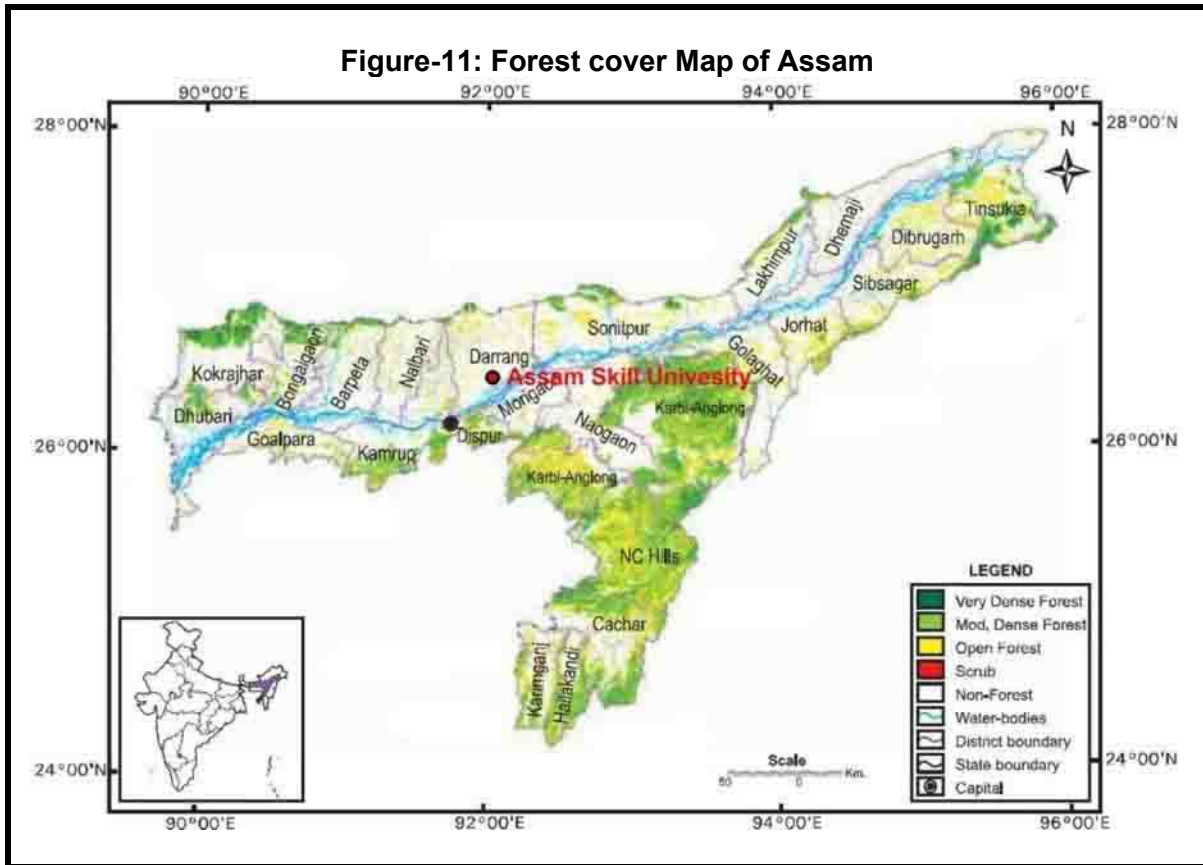 Figure-11: Forest cover Map of Assam
90°00'E 92°00'E 94°00'E 96°00'E
28°00'N 28°00'N
N
Tinsukia
Dhemaji
Dibrugarh
Lakhimpur
Sibsagar
Jorhat
Sonitpur
Golaghat
Darrang
Kokrajhar
Bongaigaon
Barpeta
Nalbari
Assam Skill Univesity
Dhubari
Morigaon
Karbi-Anglong
Naogaon
26°00'N 26°00'N
Goalpara
Kamrup
Dispur
Karbi-Anglong
NC Hills
Cachar
Karimganj
Hailakandi
LEGEND
Very Dense Forest
Mod, Dense Forest
Open Forest
Scrub
Non-Forest
Water-bodies
District boundary
State boundary
Capital
Scale
0 Km.
24°00'N 24°00'N
90°00'E 92°00'E 94°00'E 96°00'E